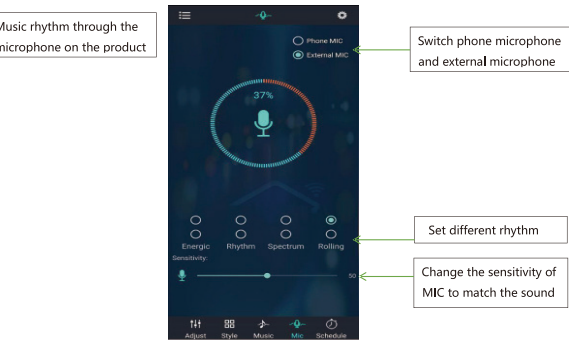 Music rhythm through the
microphone on the product
Phone MIC
External MIC
Switch phone microphone
and external microphone
37%
Energic Rhythm Spectrum Rolling
Set different rhythm
Sensitivity:
50
Change the sensitivity of
MIC to match the sound
Adjust Style Music Mic Schedule